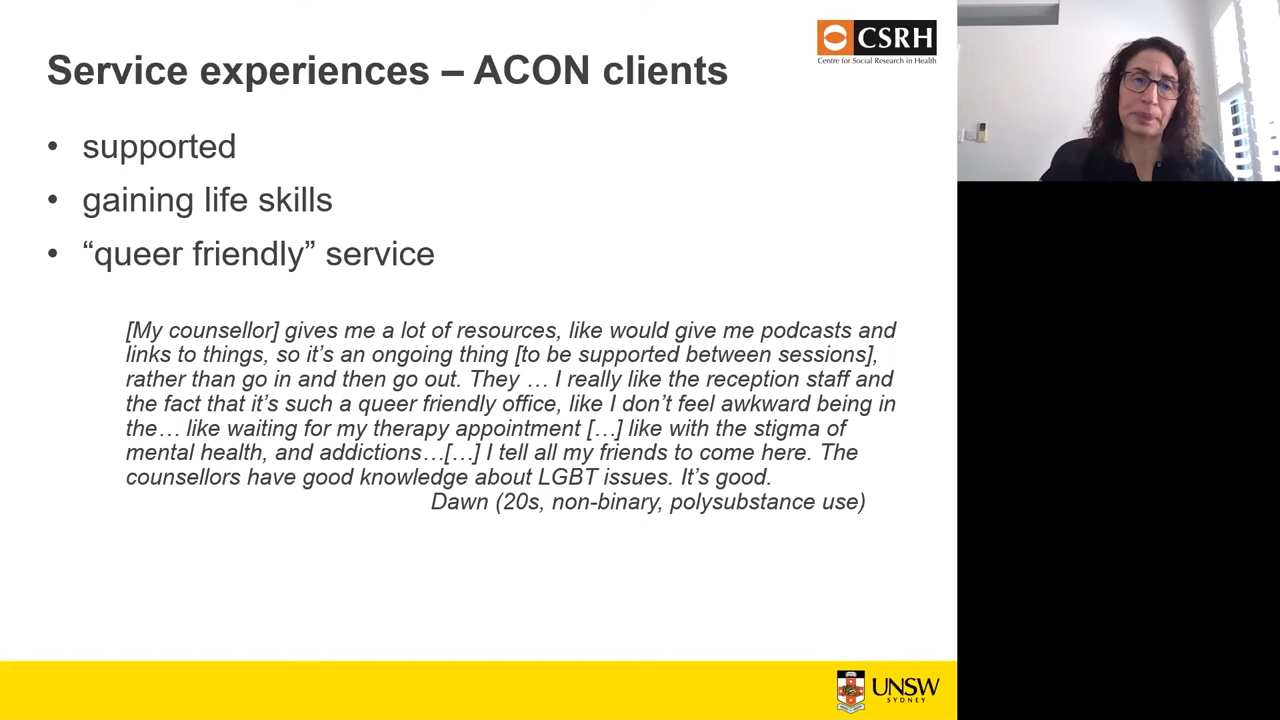 CSRH
Centre for Social Research in Health
Service experiences – ACON clients
• supported
• gaining life skills
• “queer friendly” service
[My counsellor] gives me a lot of resources, like would give me podcasts and
links to things, so it’s an ongoing thing [to be supported between sessions],
rather than go in and then go out. They … I really like the reception staff and
the fact that it’s such a queer friendly office, like I don’t feel awkward being in
the… like waiting for my therapy appointment […] like with the stigma of
mental health, and addictions…[…] I tell all my friends to come here. The
counsellors have good knowledge about LGBT issues. It’s good.
Dawn (20s, non-binary, polysubstance use)
UNSW
SYDNEY